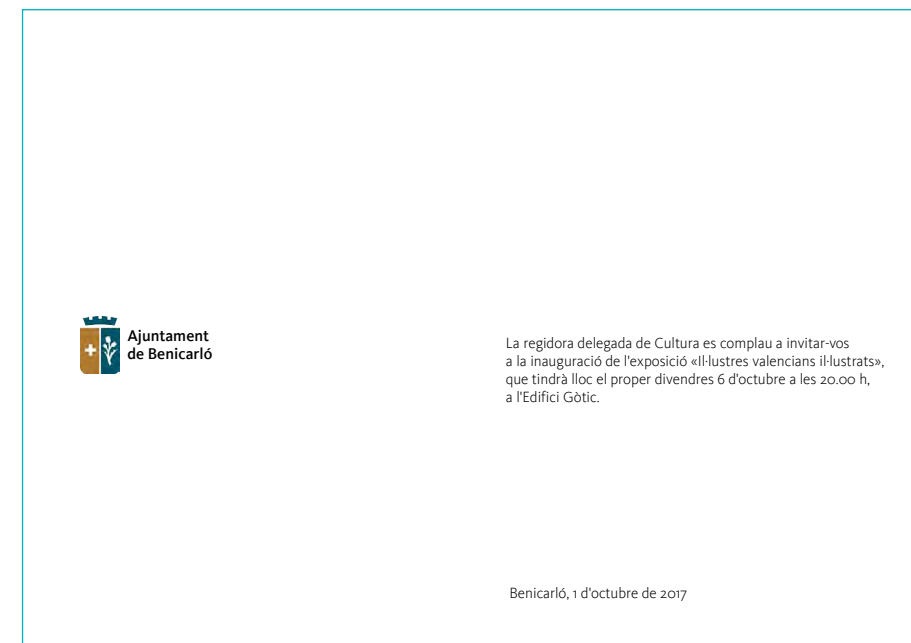 Ajuntament
de Benicarló
La regidora delegada de Cultura es complau a invitar-vos
a la inauguració de l'exposició «Il·lustres valencians il·lustrats»,
que tindrà lloc el proper divendres 6 d'octubre a les 20.00 h,
a l'Edifici Gòtic.
Benicarló, 1 d'octubre de 2017